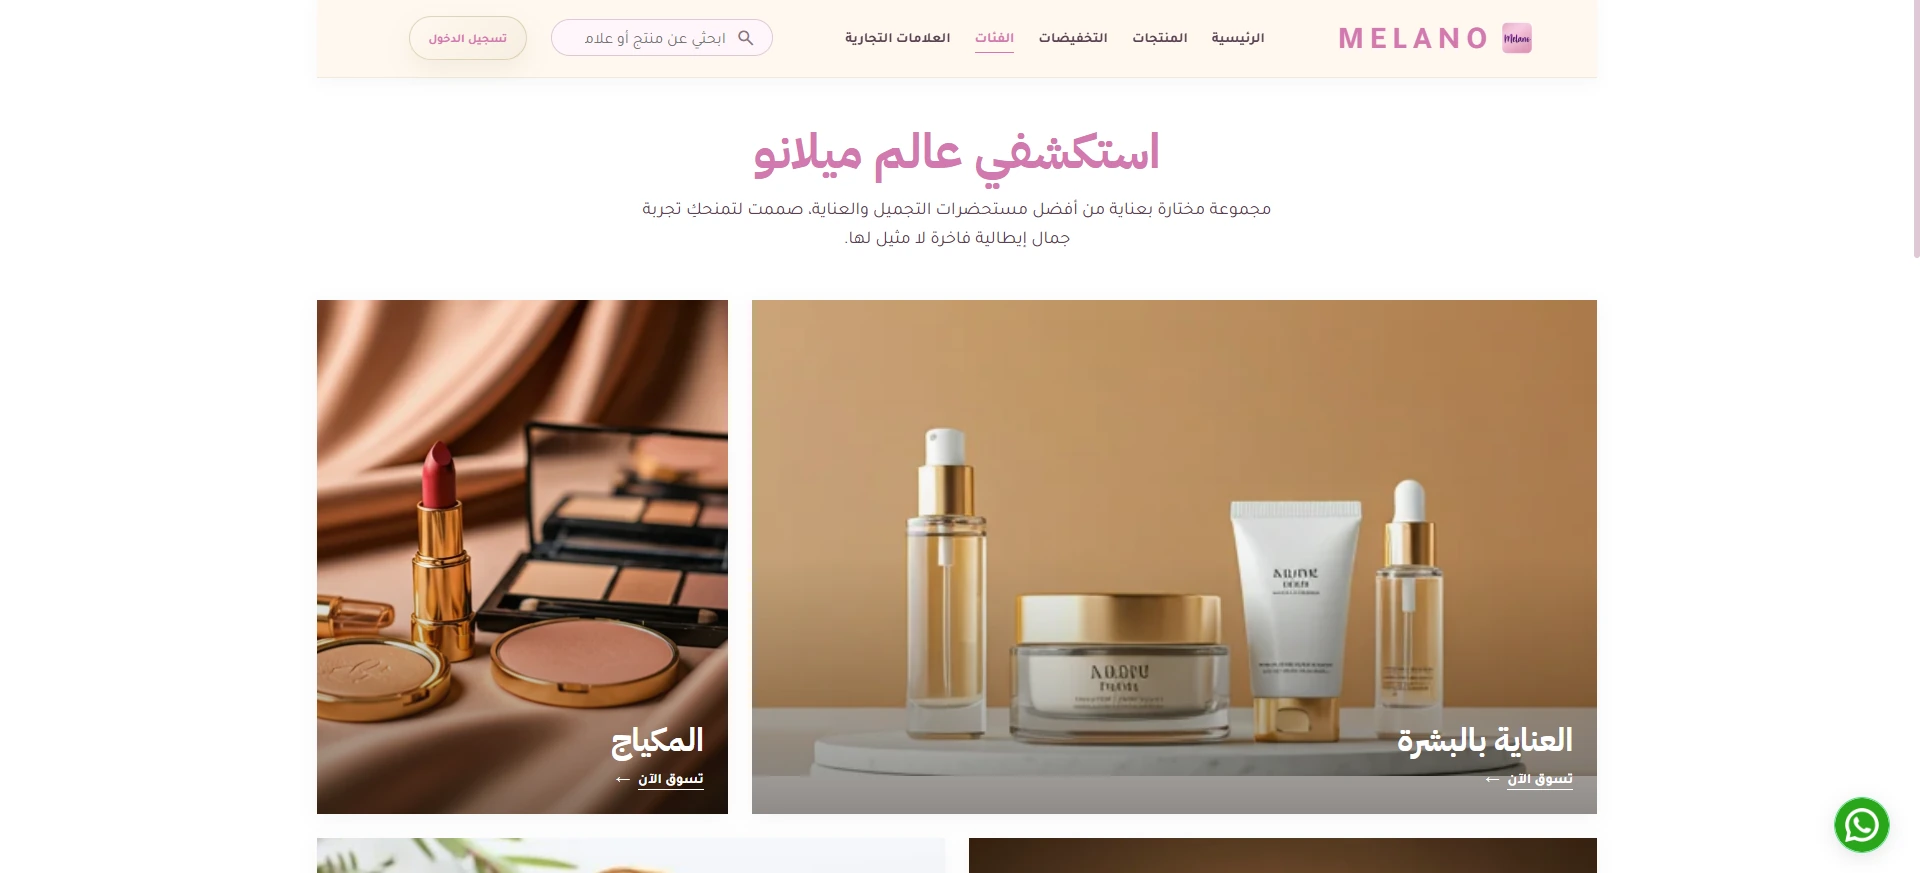 Melano
MELANO
الرئيسية
المنتجات
التخفيضات
الفئات
العلامات التجارية
ابحثي عن منتج أو علام
تسجيل الدخول
استكشفي عالم ميلانو
مجموعة مختارة بعناية من أفضل مستحضرات التجميل والعناية، صممت لتمنحكِ تجربة
جمال إيطالية فاخرة لا مثيل لها.
العناية بالبشرة
تسوق الآن ←
المكياج
تسوق الآن ←